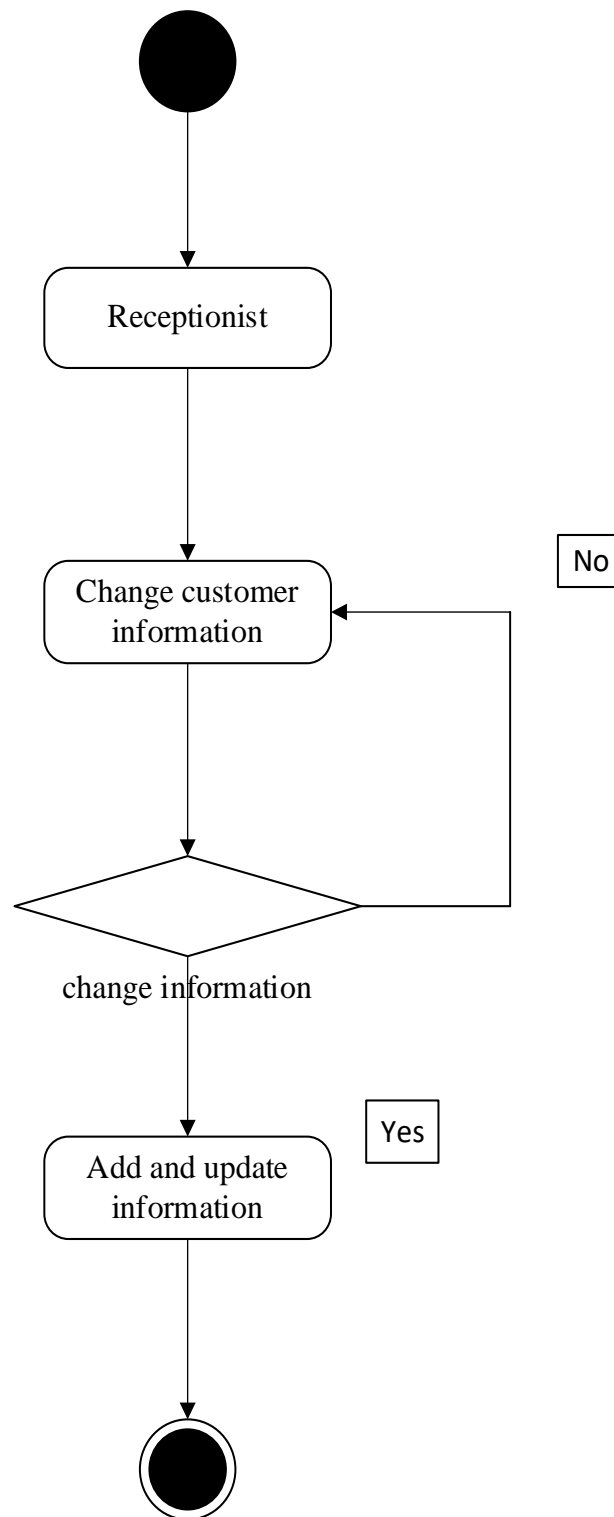 Receptionist
No
Change customer
information
change information
Yes
Add and update
information